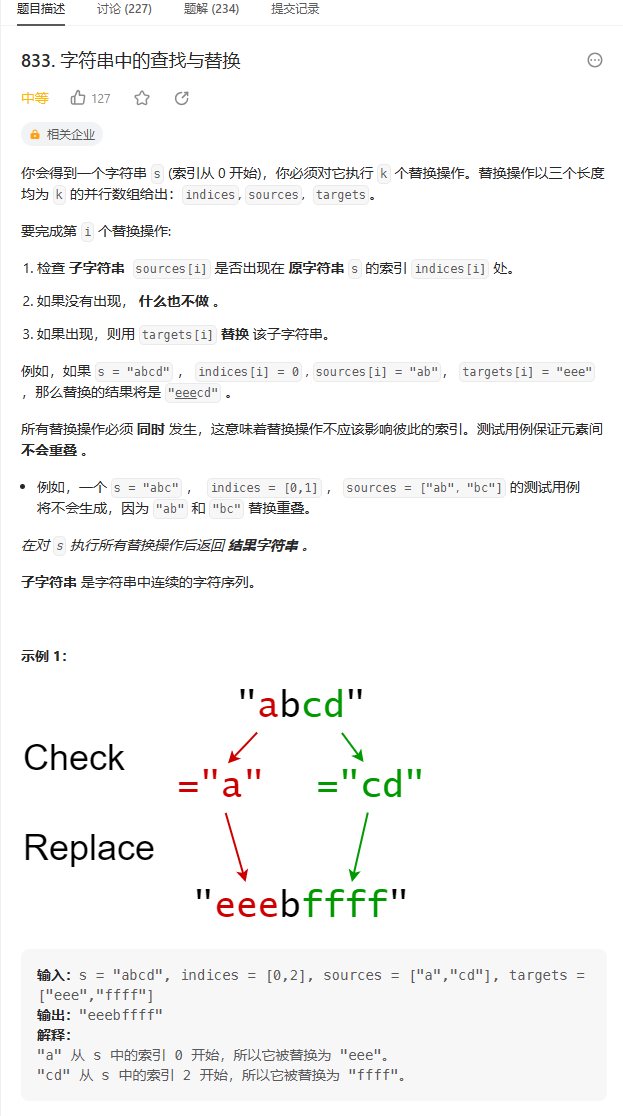 题目描述 讨论 (227) 题解 (234) 提交记录
833. 字符串中的查找与替换
中等 127
相关企业
你会得到一个字符串 s (索引从 0 开始)，你必须对它执行 k 个替换操作。替换操作以三个长度
均为 k 的并行数组给出：indices, sources, targets。
要完成第 i 个替换操作:
1. 检查 子字符串 sources[i] 是否出现在 原字符串 s 的索引 indices[i] 处。
2. 如果没有出现， 什么也不做 。
3. 如果出现，则用 targets[i] 替换 该子字符串。
例如，如果 s = "abcd" ， indices[i] = 0 , sources[i] = "ab"， targets[i] = "eee"
，那么替换的结果将是 "eeecd" 。
所有替换操作必须 同时 发生，这意味着替换操作不应该影响彼此的索引。测试用例保证元素间
不会重叠 。
• 例如，一个 s = "abc" ， indices = [0,1] ， sources = ["ab", "bc"] 的测试用例
将不会生成，因为 "ab" 和 "bc" 替换重叠。
在对 s 执行所有替换操作后返回 结果字符串 。
子字符串 是字符串中连续的字符序列。
示例 1：
"abcd"
Check
="a" ="cd"
Replace
"eeebffff"
输入：s = "abcd", indices = [0,2], sources = ["a","cd"], targets =
["eee","ffff"]
输出："eeebffff"
解释：
"a" 从 s 中的索引 0 开始，所以它被替换为 "eee"。
"cd" 从 s 中的索引 2 开始，所以它被替换为 "ffff"。